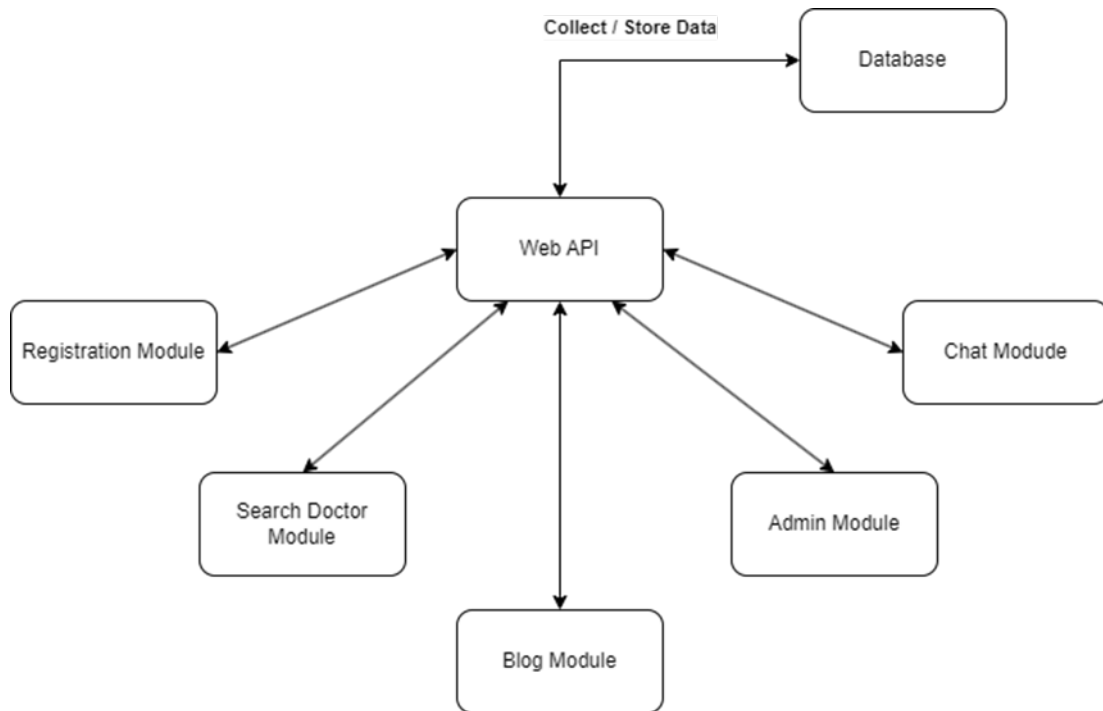 Collect / Store Data
Database
Web API
Registration Module
Chat Modude
Search Doctor
Module
Admin Module
Blog Module